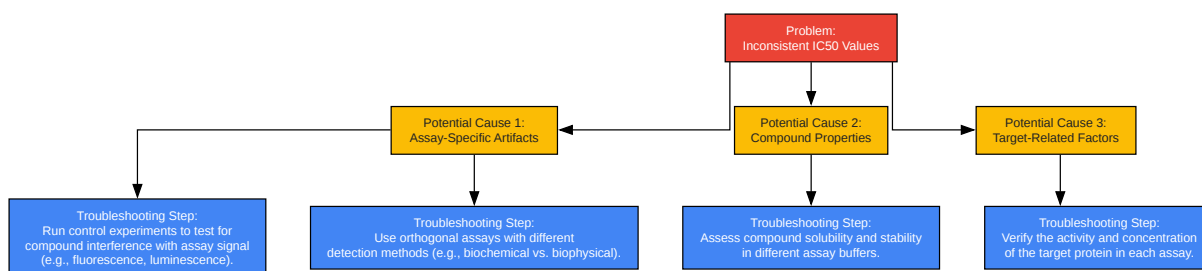 Problem:
Inconsistent IC50 Values
Potential Cause 1:
Assay-Specific Artifacts
Potential Cause 2:
Compound Properties
Potential Cause 3:
Target-Related Factors
Troubleshooting Step:
Run control experiments to test for
compound interference with assay signal
(e.g., fluorescence, luminescence).
Troubleshooting Step:
Use orthogonal assays with different
detection methods (e.g., biochemical vs. biophysical).
Troubleshooting Step:
Assess compound solubility and stability
in different assay buffers.
Troubleshooting Step:
Verify the activity and concentration
of the target protein in each assay.